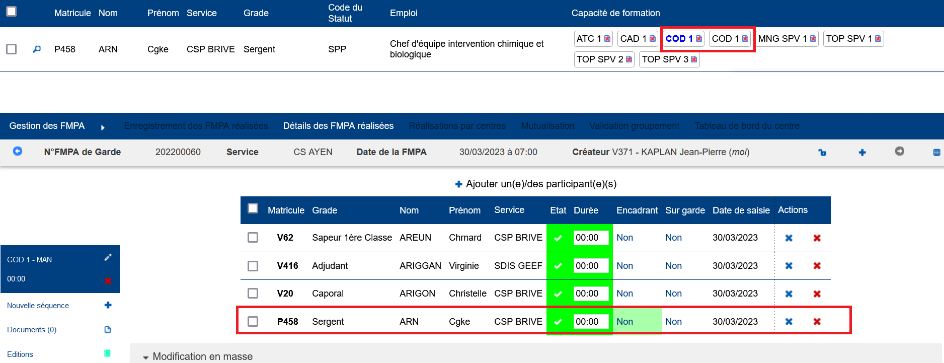 Matricule Nom Prénom Service Grade Code du Statut Emploi Capacité de formation
P458 ARN Cgke CSP BRIVE Sergent SPP Chef d'équipe intervention chimique et biologique ATC 1 CAD 1 COD 1 COD 1 MNG SPV 1 TOP SPV 1
TOP SPV 2 TOP SPV 3
Gestion des FMPA Enregistrement des FMPA réalisées Détails des FMPA réalisées Réalisations par centres Mutualisation Validation groupement Tableau de bord du centre
N°FMPA de Garde 202200060 Service CS AYEN Date de la FMPA 30/03/2023 à 07:00 Créateur V371 - KAPLAN Jean-Pierre (moi)
Ajouter un(e)/des participant(e)(s)
Matricule Grade Nom Prénom Service Etat Durée Encadrant Sur garde Date de saisie Actions
V62 Sapeur 1ère Classe AREUN Chrnard CSP BRIVE 00:00 Non Non 30/03/2023
V416 Adjudant ARIGGAN Virginie SDIS GEEF 00:00 Non Non 30/03/2023
V20 Caporal ARIGON Christelle CSP BRIVE 00:00 Non Non 30/03/2023
P458 Sergent ARN Cgke CSP BRIVE 00:00 Non Non 30/03/2023
COD 1 - MAN
00:00
Nouvelle séquence
Documents (0)
Editions
Modification en masse